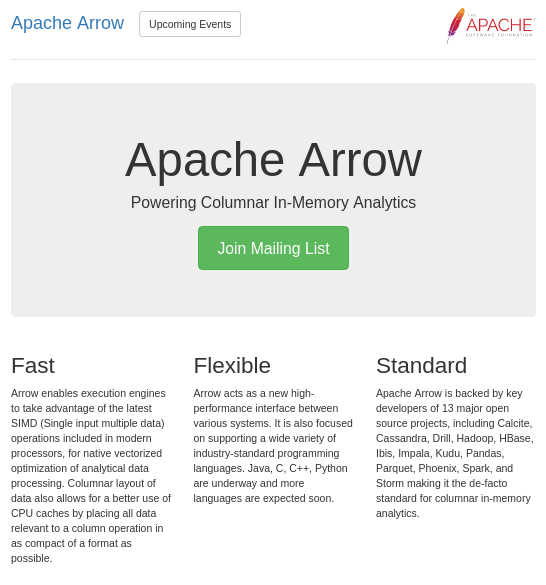 Apache Arrow
Upcoming Events
THE
APACHE
SOFTWARE FOUNDATION
Apache Arrow
Powering Columnar In-Memory Analytics
Join Mailing List
Fast
Arrow enables execution engines
to take advantage of the latest
SIMD (Single input multiple data)
operations included in modern
processors, for native vectorized
optimization of analytical data
processing. Columnar layout of
data also allows for a better use of
CPU caches by placing all data
relevant to a column operation in
as compact of a format as
possible.
Flexible
Arrow acts as a new high-
performance interface between
various systems. It is also focused
on supporting a wide variety of
industry-standard programming
languages. Java, C, C++, Python
are underway and more
languages are expected soon.
Standard
Apache Arrow is backed by key
developers of 13 major open
source projects, including Calcite,
Cassandra, Drill, Hadoop, HBase,
Ibis, Impala, Kudu, Pandas,
Parquet, Phoenix, Spark, and
Storm making it the de-facto
standard for columnar in-memory
analytics.